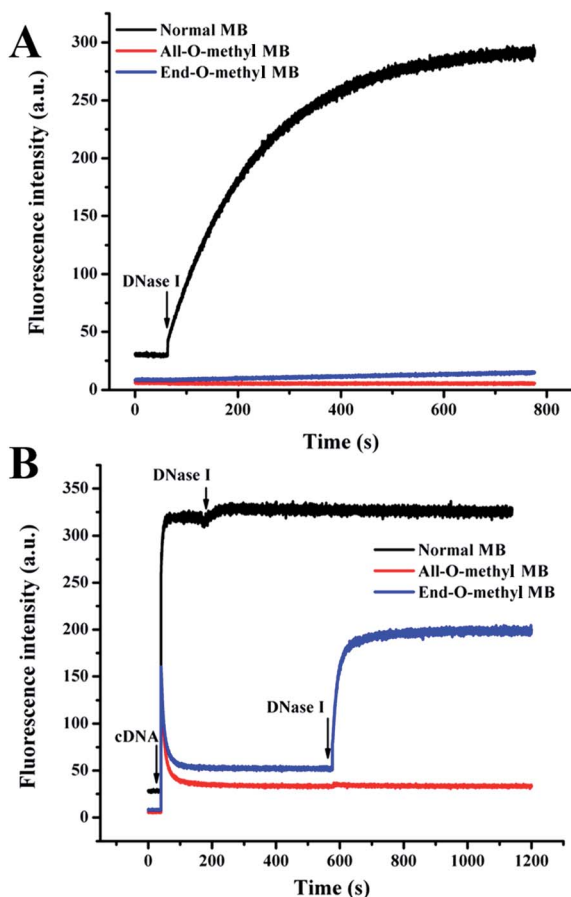 A
Normal MB
All-O-methyl MB
End-O-methyl MB
DNase I
Fluorescence intensity (a.u.)
300
250
200
150
100
50
0
0 200 400 600 800
Time (s)
B
DNase I
Normal MB
All-O-methyl MB
End-O-methyl MB
cDNA
DNase I
Fluorescence intensity (a.u.)
350
300
250
200
150
100
50
0
0 200 400 600 800 1000 1200
Time (s)